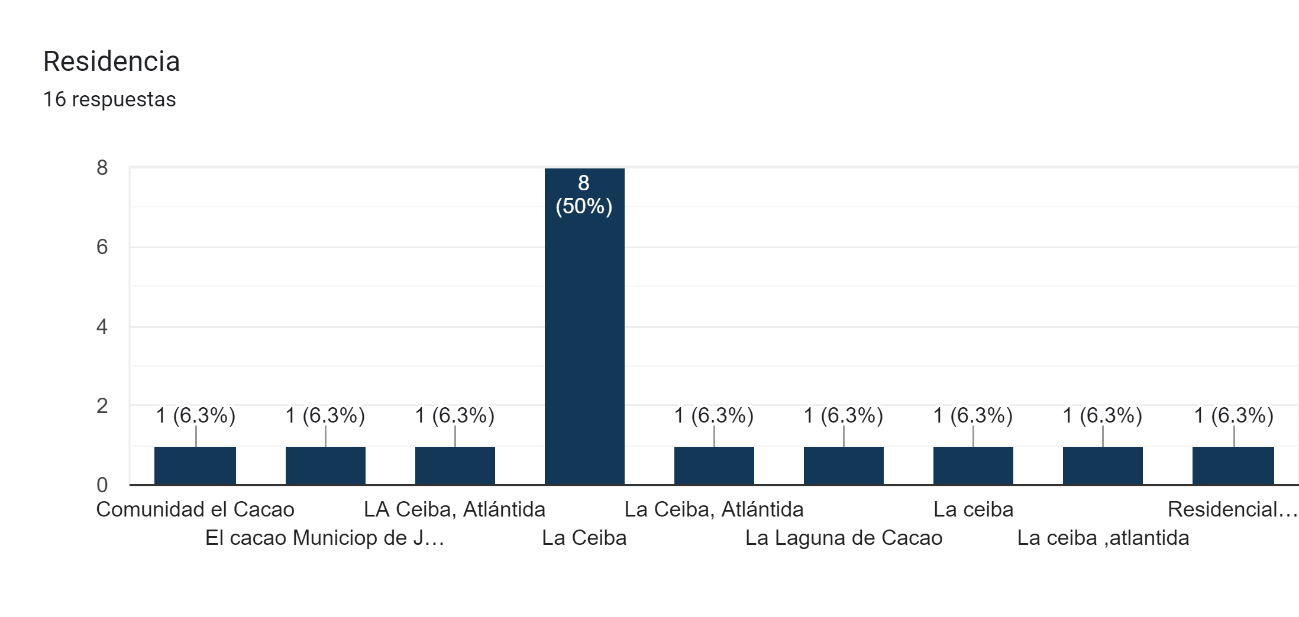 Residencia
16 respuestas
8
6
4
2
0
1 (6.3%)
1 (6.3%)
1 (6.3%)
8
(50%)
1 (6.3%)
1 (6.3%)
1 (6.3%)
1 (6.3%)
1 (6.3%)
Comunidad el Cacao
El cacao Municiop de J…
LA Ceiba, Atlántida
La Ceiba
La Ceiba, Atlántida
La Laguna de Cacao
La ceiba
La ceiba ,atlantida
Residencial…